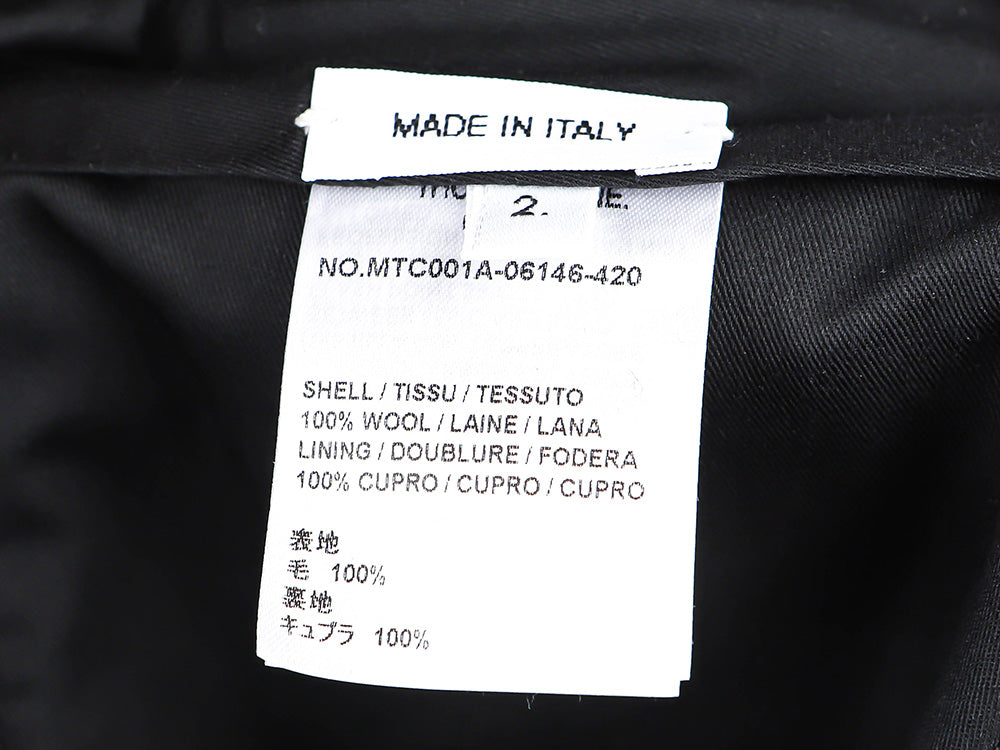 MADE IN ITALY
2.
NO.MTC001A-06146-420
SHELL / TISSU / TESSUTO
100% WOOL / LAINE / LANA
LINING / DOUBLURE / FODERA
100% CUPRO / CUPRO / CUPRO
表地
毛 100%
裏地
キュプラ 100%